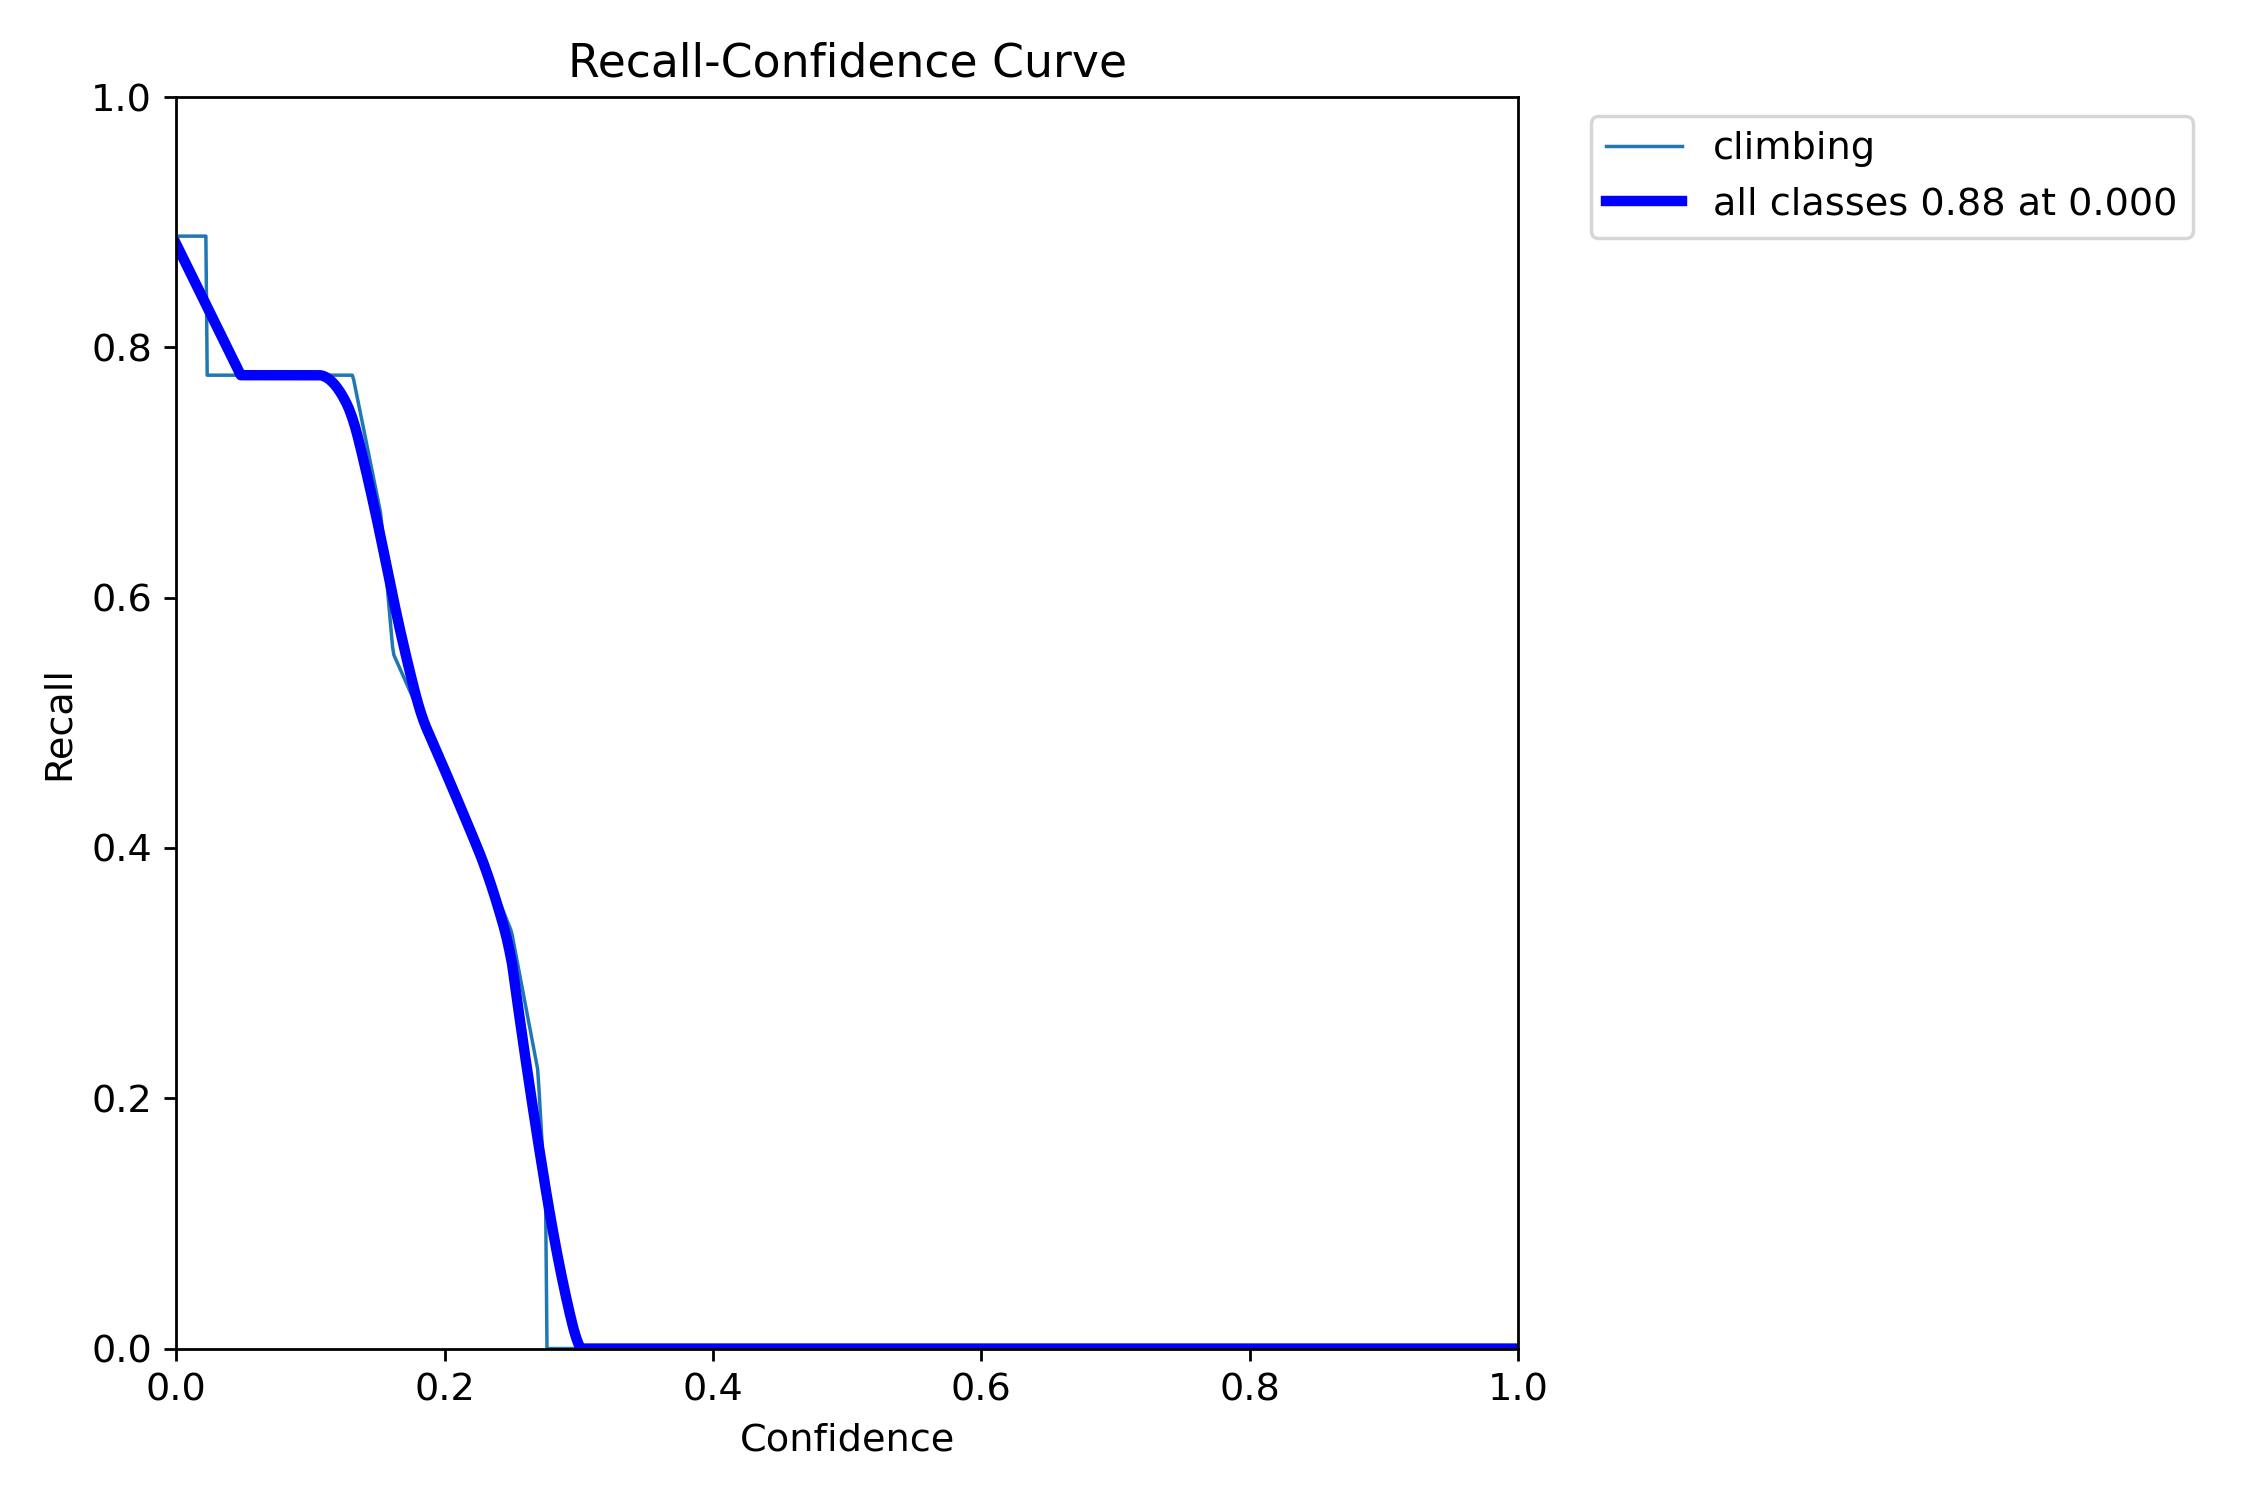 Recall-Confidence Curve
1.0
0.8
0.6
0.4
0.2
0.0
Recall
0.0 0.2 0.4 0.6 0.8 1.0
Confidence
climbing
all classes 0.88 at 0.000